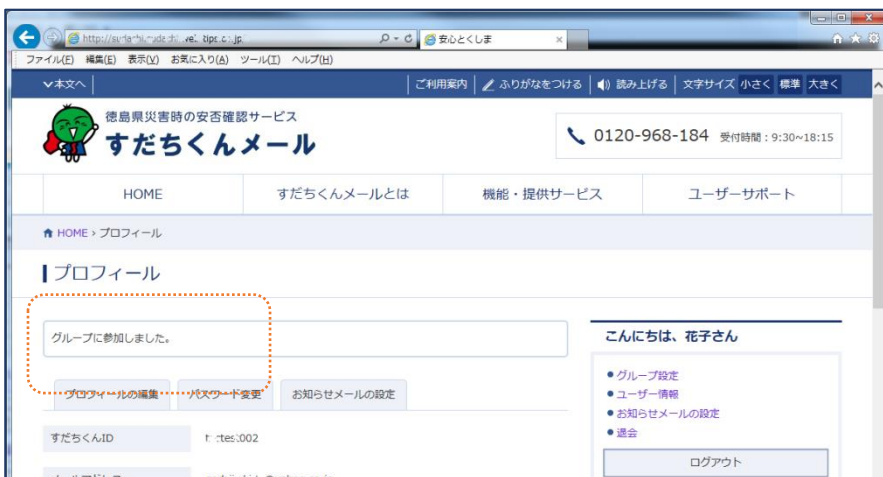 安心とくしま
ファイル(F) 編集(E) 表示(V) お気に入り(A) ツール(T) ヘルプ(H)
本文へ ご利用案内 ふりがなをつける 読み上げる 文字サイズ 小さく 標準 大きく
徳島県災害時の安否確認サービス
すだちくんメール
0120-968-184 受付時間：9:30~18:15
HOME すだちくんメールとは 機能・提供サービス ユーザーサポート
HOME › プロフィール
プロフィール
グループに参加しました。
プロフィールの編集 パスワード変更 お知らせメールの設定
すだちくんID
こんにちは、花子さん
グループ設定
ユーザー情報
お知らせメールの設定
退会
ログアウト